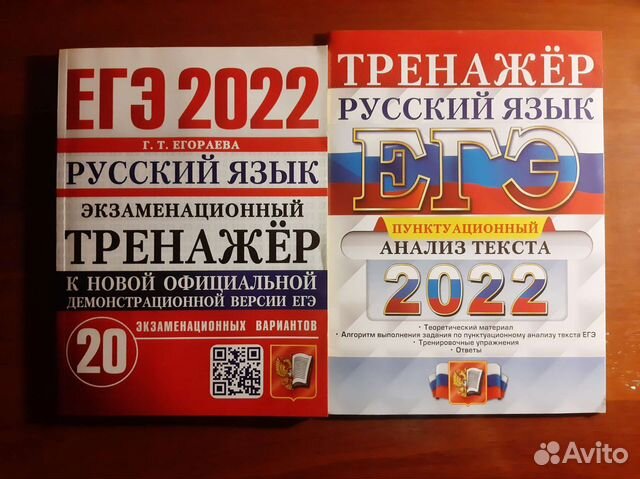 ЕГЭ 2022
Г. Т. ЕГОРАЕВА
РУССКИЙ ЯЗЫК
ЭКЗАМЕНАЦИОННЫЙ
ТРЕНАЖЁР
К НОВОЙ ОФИЦИАЛЬНОЙ
ДЕМОНСТРАЦИОННОЙ ВЕРСИИ ЕГЭ
20
ЭКЗАМЕНАЦИОННЫХ ВАРИАНТОВ
ТРЕНАЖЁР
РУССКИЙ ЯЗЫК
ЕГЭ
ПУНКТУАЦИОННЫЙ
АНАЛИЗ ТЕКСТА
2022
• Теоретический материал
• Алгоритм выполнения задания по пунктуационному анализу текста ЕГЭ
• Тренировочные упражнения
• Ответы
Avito